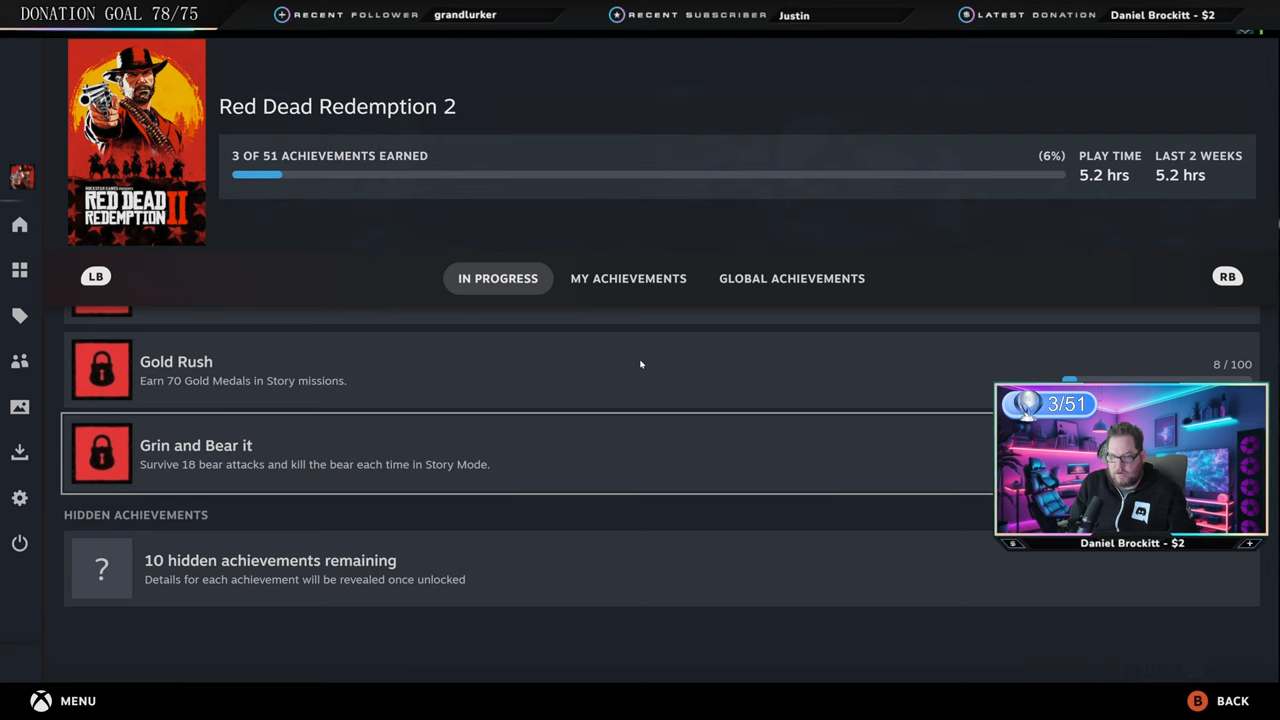 DONATION GOAL 78/75
RECENT FOLLOWER grandlurker
RECENT SUBSCRIBER Justin
LATEST DONATION Daniel Brockitt - $2
ROCKSTAR GAMES PRESENTS
RED DEAD
REDEMPTION II
Red Dead Redemption 2
3 OF 51 ACHIEVEMENTS EARNED
(6%)
PLAY TIME
5.2 hrs
LAST 2 WEEKS
5.2 hrs
LB
IN PROGRESS
MY ACHIEVEMENTS
GLOBAL ACHIEVEMENTS
RB
Gold Rush
Earn 70 Gold Medals in Story missions.
8 / 100
3/51
Grin and Bear it
Survive 18 bear attacks and kill the bear each time in Story Mode.
Daniel Brockitt - $2
HIDDEN ACHIEVEMENTS
?
10 hidden achievements remaining
Details for each achievement will be revealed once unlocked
MENU
B BACK